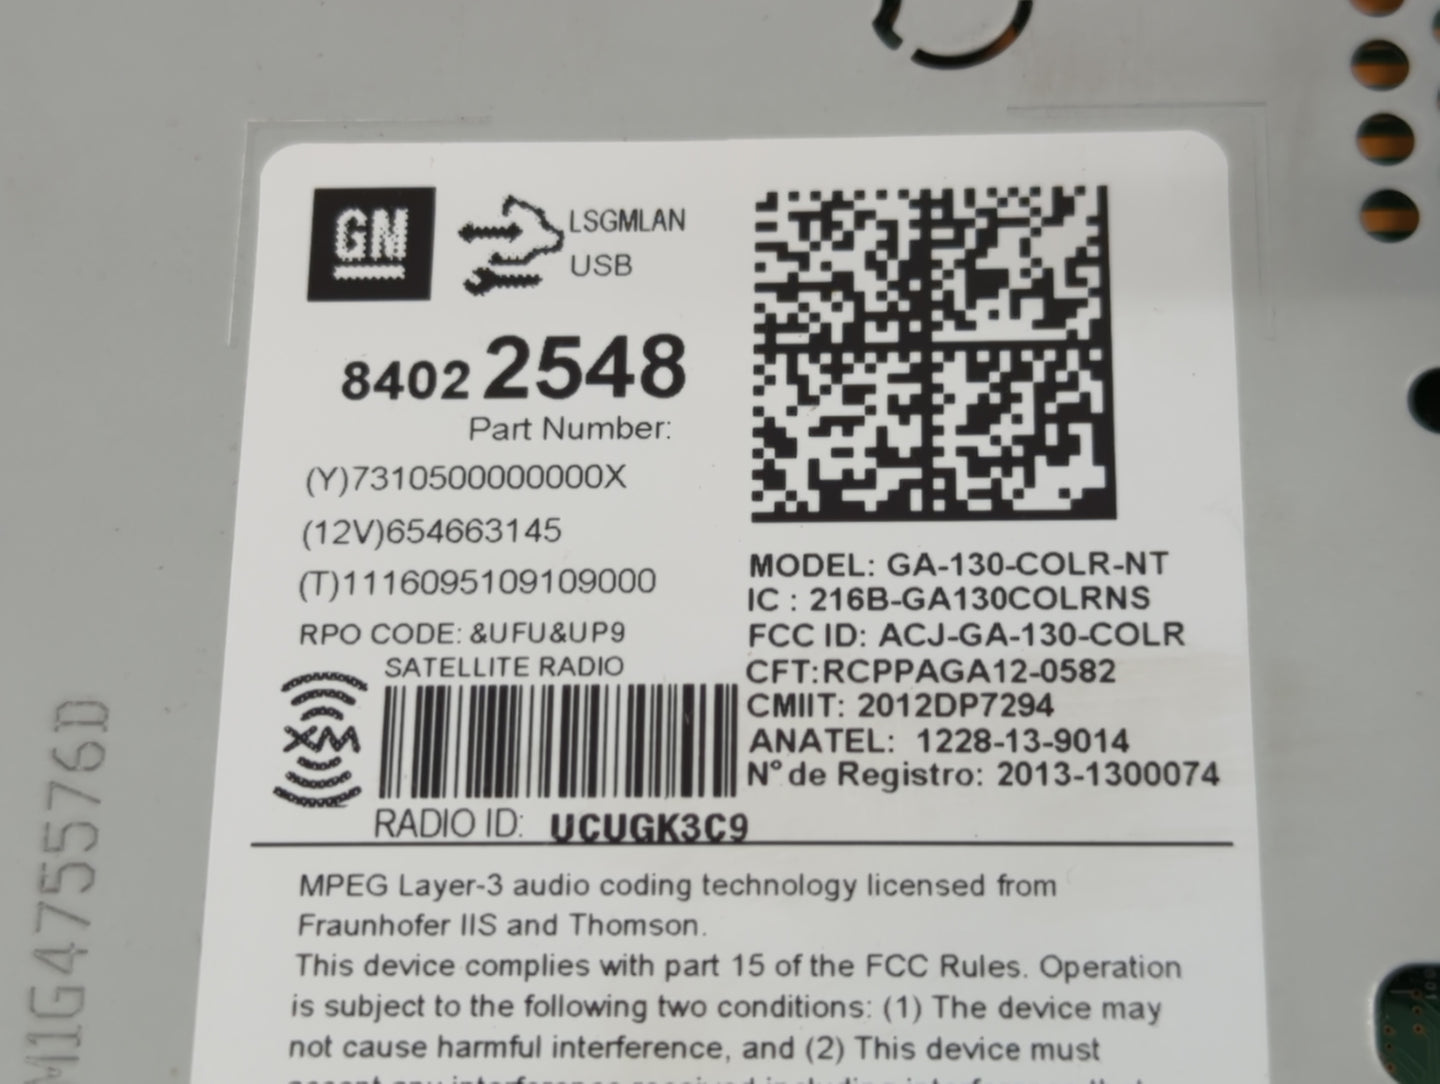 GM
LSGMLAN
USB
84022548
Part Number:
(Y)7310500000000X
(12V)654663145
(T)1116095109109000
RPO CODE: &UFU&UP9
SATELLITE RADIO
XM
RADIO ID: UCUGK3C9
MODEL: GA-130-COLR-NT
IC : 216B-GA130COLRNS
FCC ID: ACJ-GA-130-COLR
CFT:RCPPAGA12-0582
CMIIT: 2012DP7294
ANATEL: 1228-13-9014
N° de Registro: 2013-1300074
MPEG Layer-3 audio coding technology licensed from
Fraunhofer IIS and Thomson.
This device complies with part 15 of the FCC Rules. Operation
is subject to the following two conditions: (1) The device may
not cause harmful interference, and (2) This device must
M1G475576D